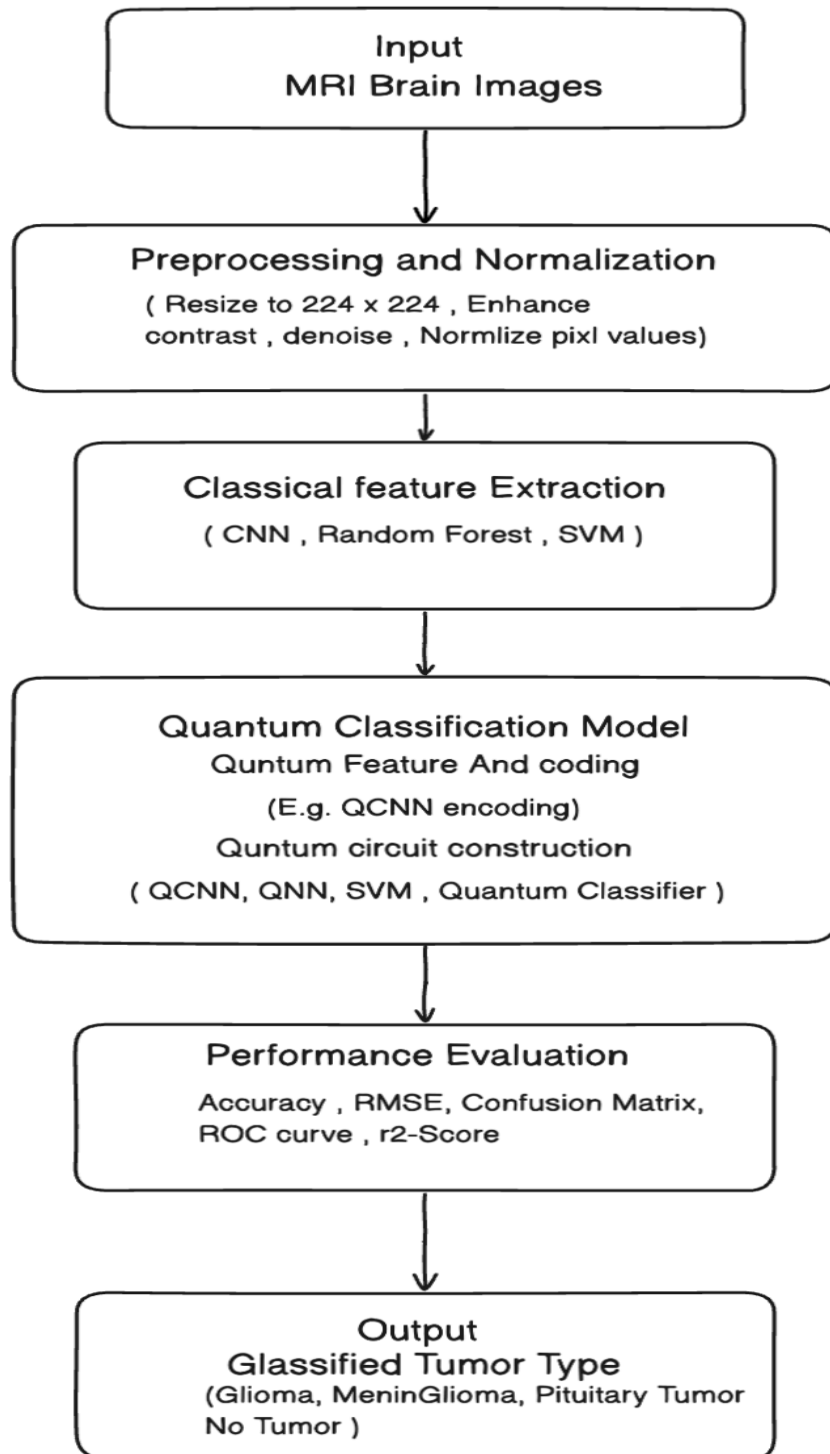 Input
MRI Brain Images
Preprocessing and Normalization
( Resize to 224 x 224 , Enhance
contrast , denoise , Normlize pixl values)
Classical feature Extraction
( CNN , Random Forest , SVM )
Quantum Classification Model
Quntum Feature And coding
(E.g. QCNN encoding)
Quntum circuit construction
( QCNN, QNN, SVM , Quantum Classifier )
Performance Evaluation
Accuracy , RMSE, Confusion Matrix,
ROC curve , r2-Score
Output
Glassified Tumor Type
(Glioma, MeninGlioma, Pituitary Tumor
No Tumor )